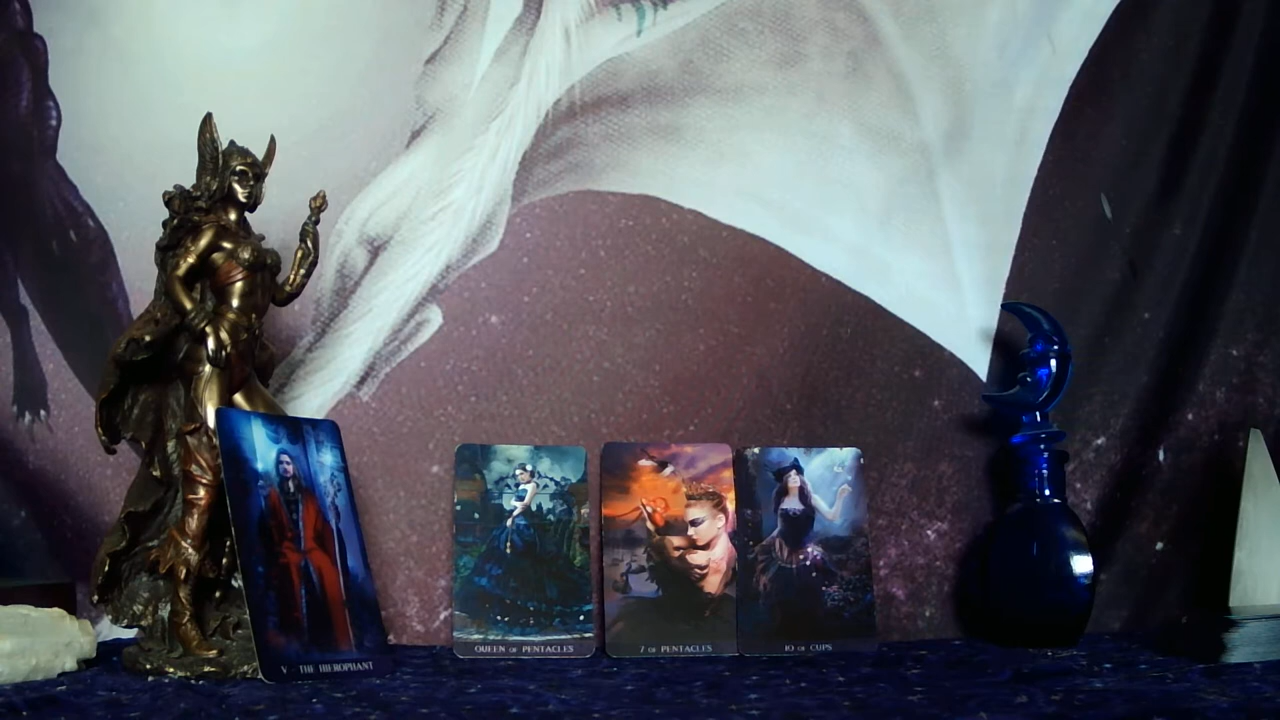 V - THE HIEROPHANT
QUEEN OF PENTACLES
7 OF PENTACLES
10 OF CUPS